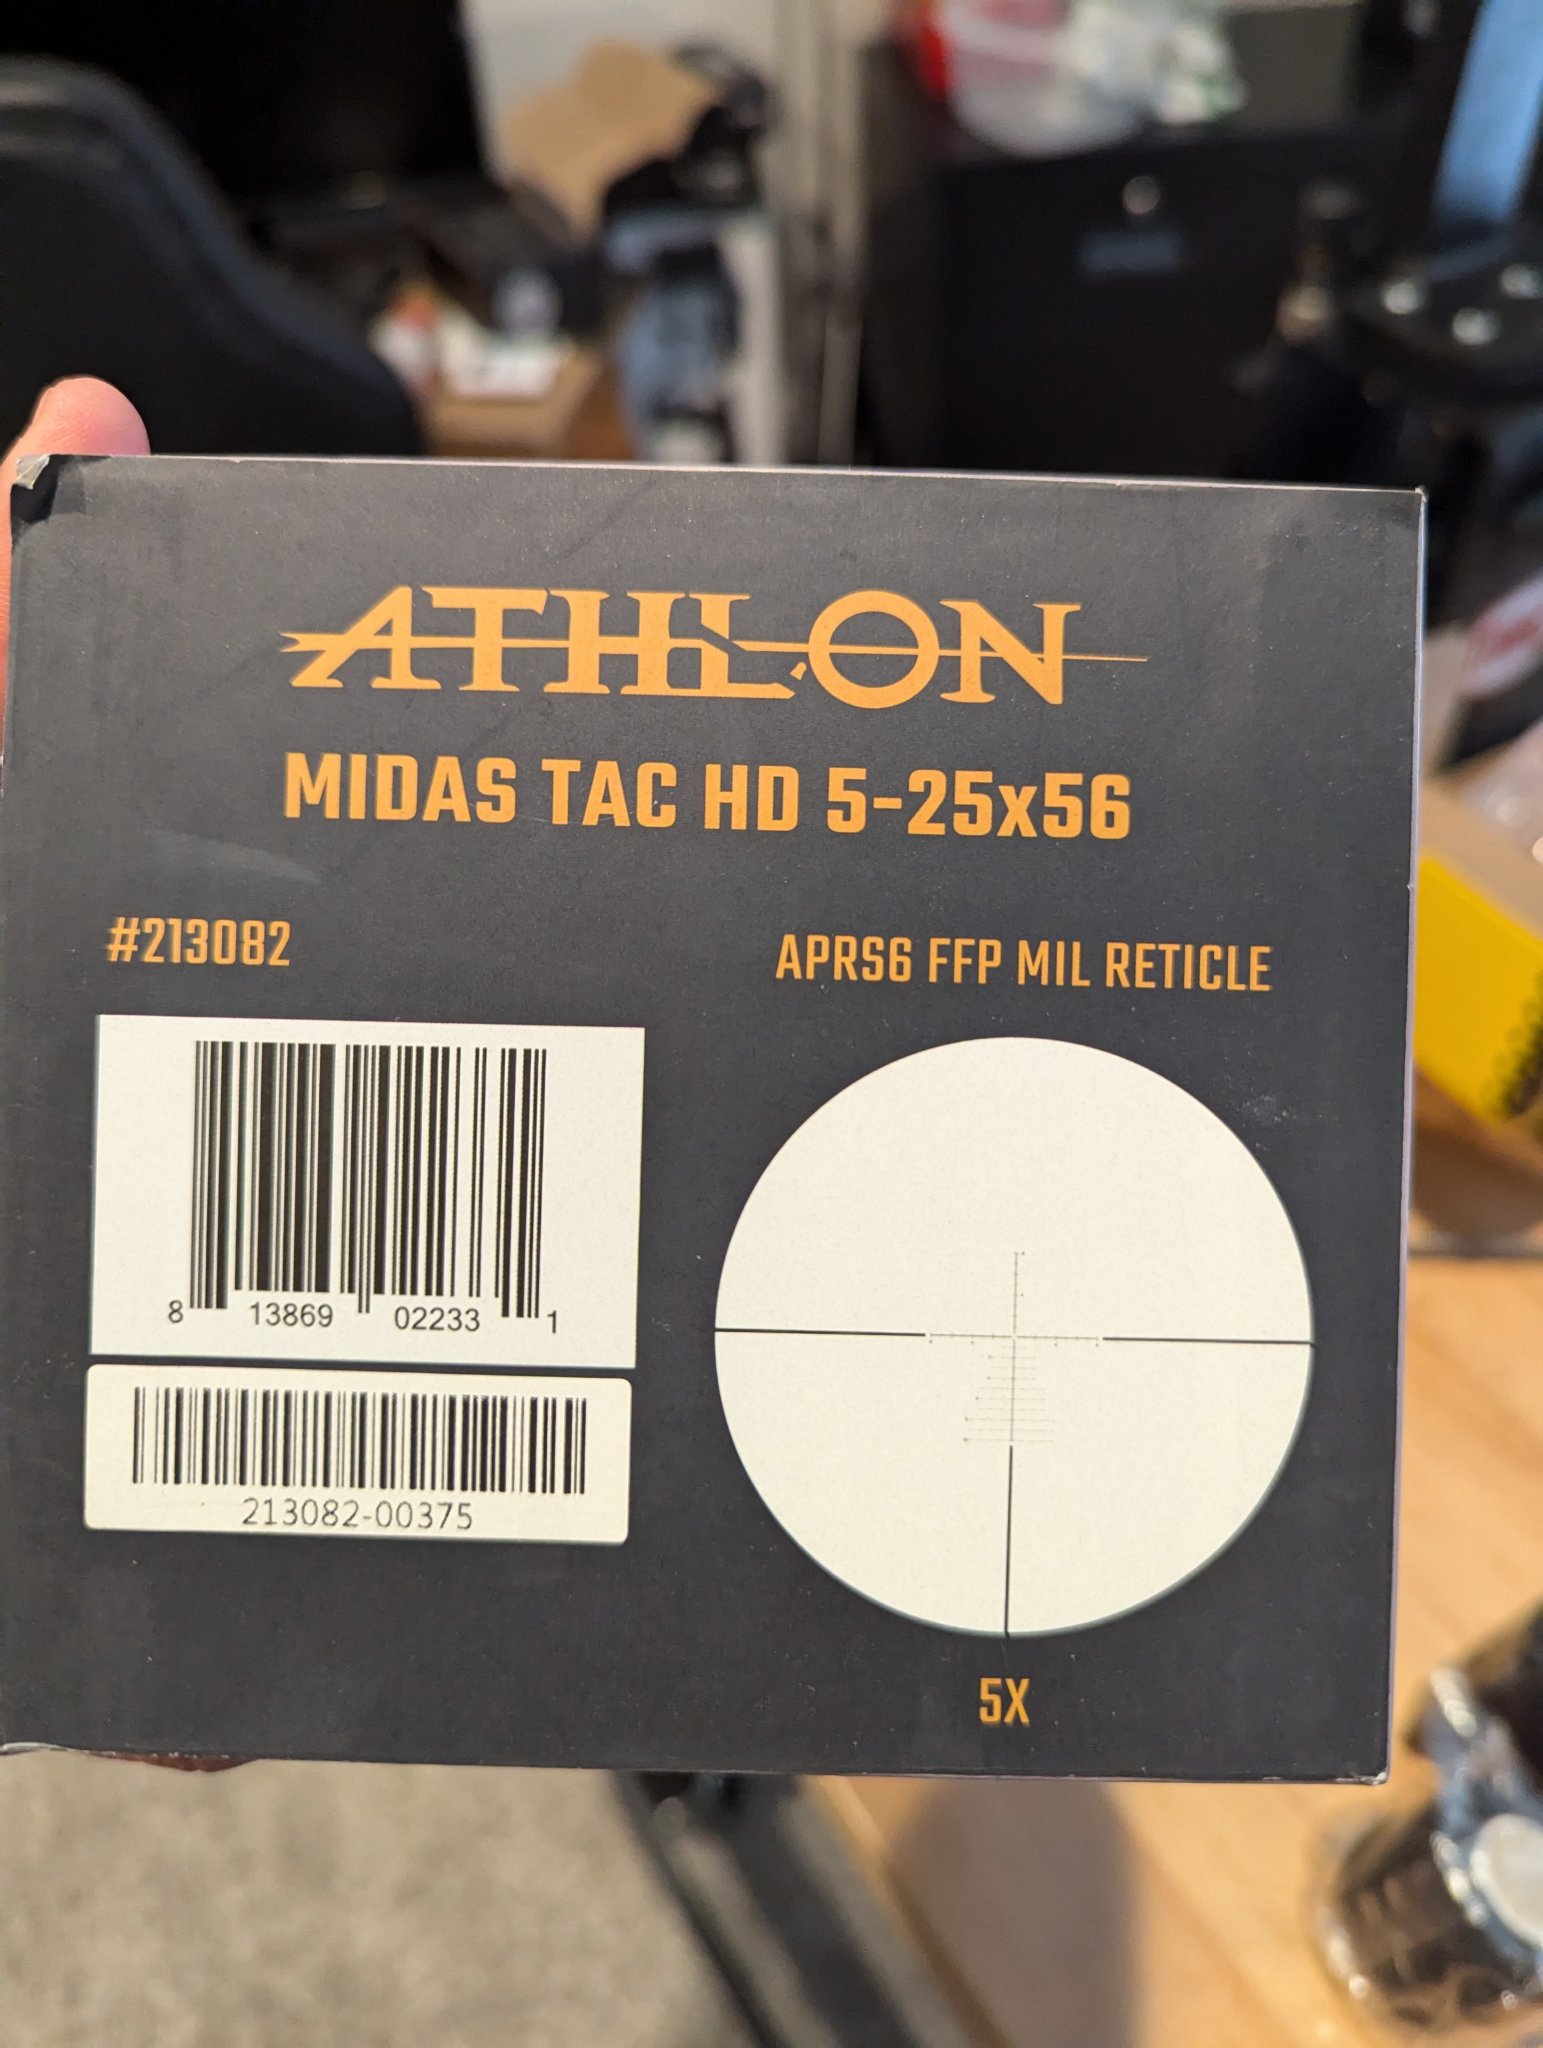 ATHLON
MIDAS TAC HD 5-25x56
#213082
APRS6 FFP MIL RETICLE
8 13869 02233 1
213082-00375
5X